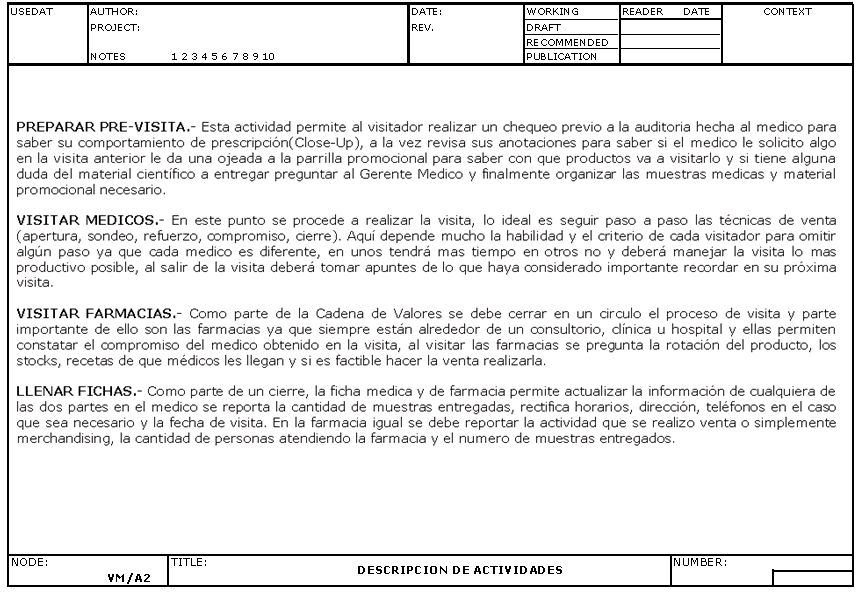 USEDAT AUTHOR: DATE: WORKING READER DATE CONTEXT
PROJECT: REV. DRAFT
RECOMMENDED
NOTES 1 2 3 4 5 6 7 8 9 10 PUBLICATION
PREPARAR PRE-VISITA.- Esta actividad permite al visitador realizar un chequeo previo a la auditoria hecha al medico para
saber su comportamiento de prescripción(Close-Up), a la vez revisa sus anotaciones para saber si el medico le solicito algo
en la visita anterior le da una ojeada a la parrilla promocional para saber con que productos va a visitarlo y si tiene alguna
duda del material científico a entregar preguntar al Gerente Medico y finalmente organizar las muestras medicas y material
promocional necesario.
VISITAR MEDICOS.- En este punto se procede a realizar la visita, lo ideal es seguir paso a paso las técnicas de venta
(apertura, sondeo, refuerzo, compromiso, cierre). Aquí depende mucho la habilidad y el criterio de cada visitador para omitir
algún paso ya que cada medico es diferente, en unos tendrá mas tiempo en otros no y deberá manejar la visita lo mas
productivo posible, al salir de la visita deberá tomar apuntes de lo que haya considerado importante recordar en su próxima
visita.
VISITAR FARMACIAS.- Como parte de la Cadena de Valores se debe cerrar en un circulo el proceso de visita y parte
importante de ello son las farmacias ya que siempre están alrededor de un consultorio, clínica u hospital y ellas permiten
constatar el compromiso del medico obtenido en la visita, al visitar las farmacias se pregunta la rotación del producto, los
stocks, recetas de que médicos les llegan y si es factible hacer la venta realizarla.
LLENAR FICHAS.- Como parte de un cierre, la ficha medica y de farmacia permite actualizar la información de cualquiera de
las dos partes en el medico se reporta la cantidad de muestras entregadas, rectifica horarios, dirección, teléfonos en el caso
que sea necesario y la fecha de visita. En la farmacia igual se debe reportar la actividad que se realizo venta o simplemente
merchandising, la cantidad de personas atendiendo la farmacia y el numero de muestras entregados.
NODE: TITLE: NUMBER:
VM/A2 DESCRIPCION DE ACTIVIDADES